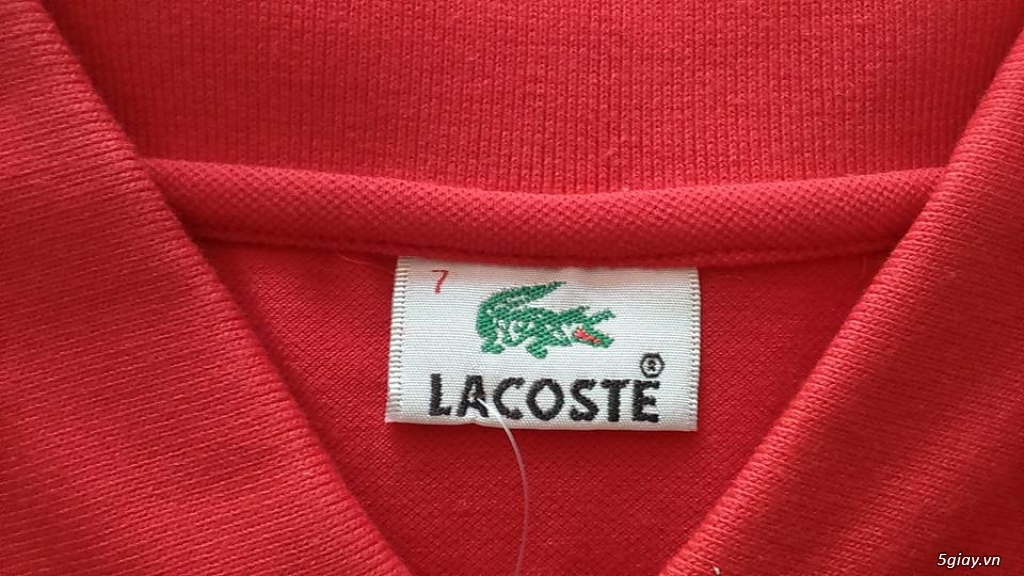 7
LACOSTE
®
5giay.vn